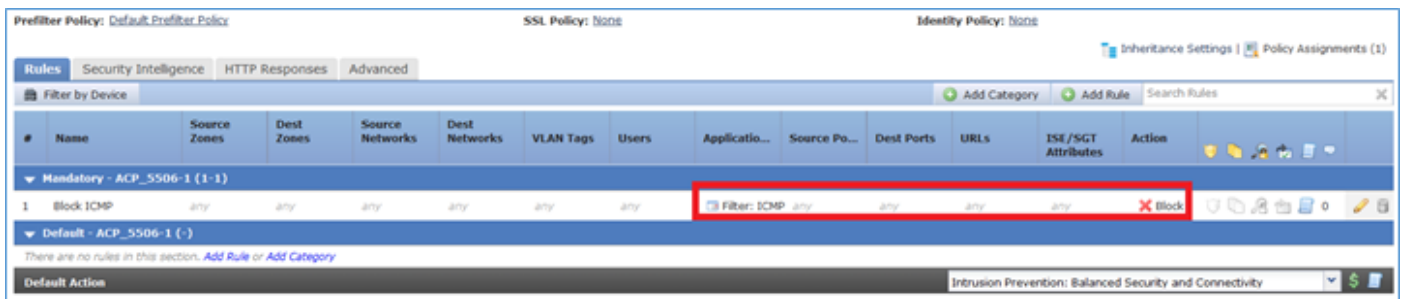 Prefilter Policy: Default Prefilter Policy SSL Policy: None Identity Policy: None
Inheritance Settings | Policy Assignments (1)
Rules Security Intelligence HTTP Responses Advanced
Filter by Device Add Category Add Rule Search Rules
# Name Source Zones Dest Zones Source Networks Dest Networks VLAN Tags Users Applicatio... Source Po... Dest Ports URLs ISE/SGT Attributes Action
Mandatory - ACP_5506-1 (1-1)
1 Block ICMP any any any any any any Filter: ICMP any any any any Block 0
Default - ACP_5506-1 (-)
There are no rules in this section. Add Rule or Add Category
Default Action Intrusion Prevention: Balanced Security and Connectivity $